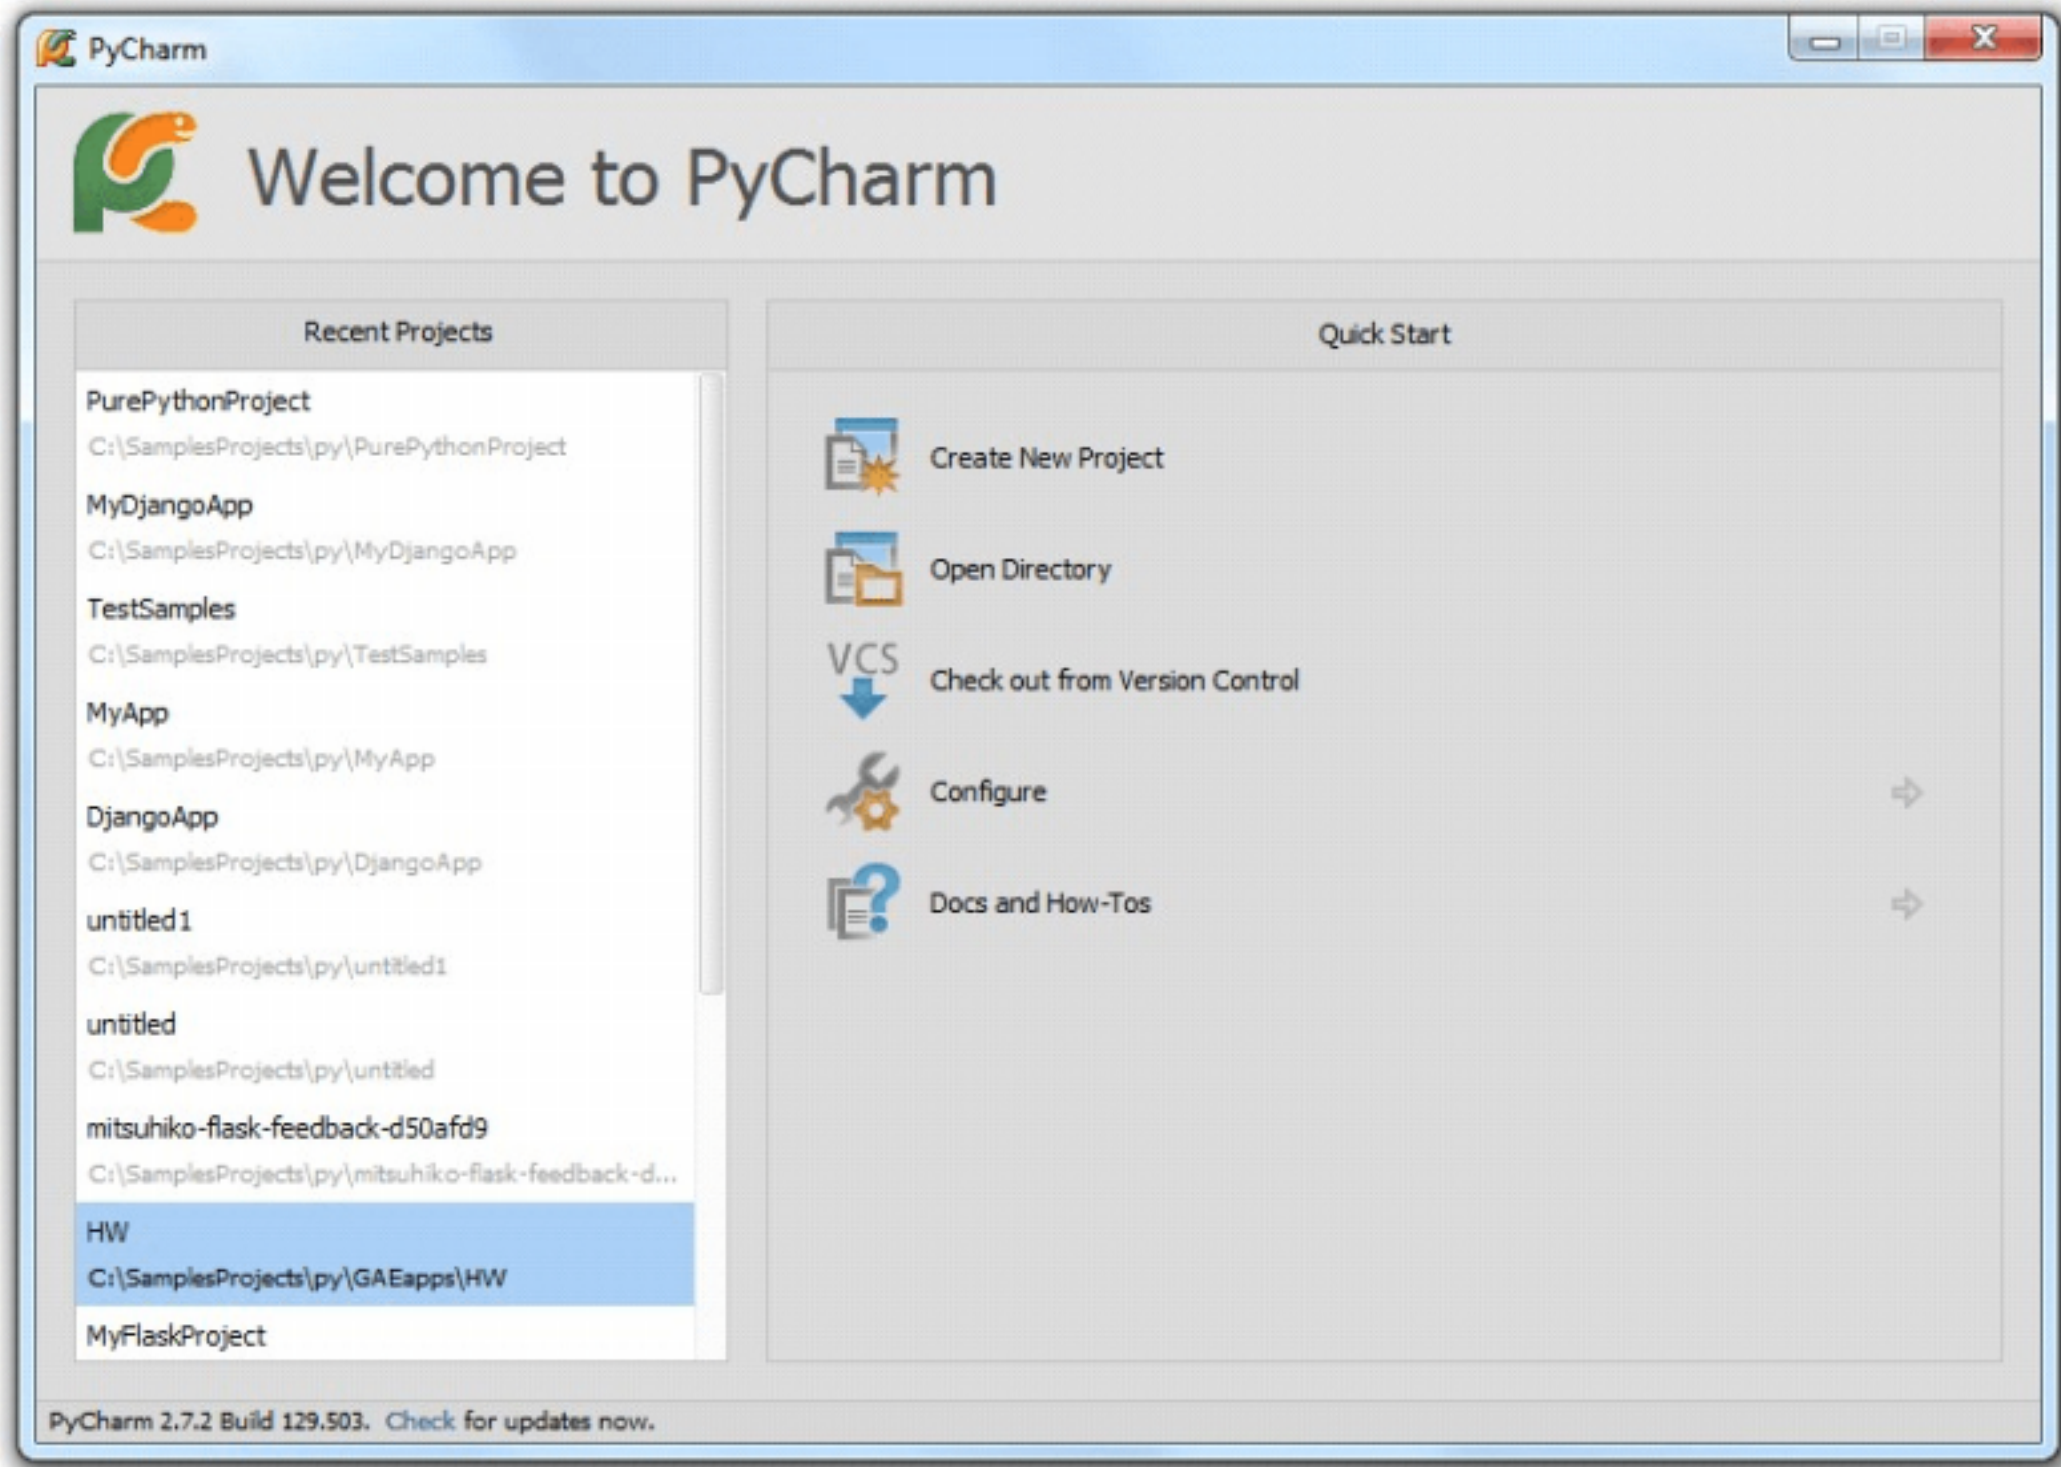 PyCharm
Welcome to PyCharm
Recent Projects
PurePythonProject
C:\SamplesProjects\py\PurePythonProject
MyDjangoApp
C:\SamplesProjects\py\MyDjangoApp
TestSamples
C:\SamplesProjects\py\TestSamples
MyApp
C:\SamplesProjects\py\MyApp
DjangoApp
C:\SamplesProjects\py\DjangoApp
untitled1
C:\SamplesProjects\py\untitled1
untitled
C:\SamplesProjects\py\untitled
mitsuhiko-flask-feedback-d50afd9
C:\SamplesProjects\py\mitsuhiko-flask-feedback-d...
HW
C:\SamplesProjects\py\GAEapps\HW
MyFlaskProject
Quick Start
Create New Project
Open Directory
VCS
Check out from Version Control
Configure
Docs and How-Tos
PyCharm 2.7.2 Build 129.503. Check for updates now.